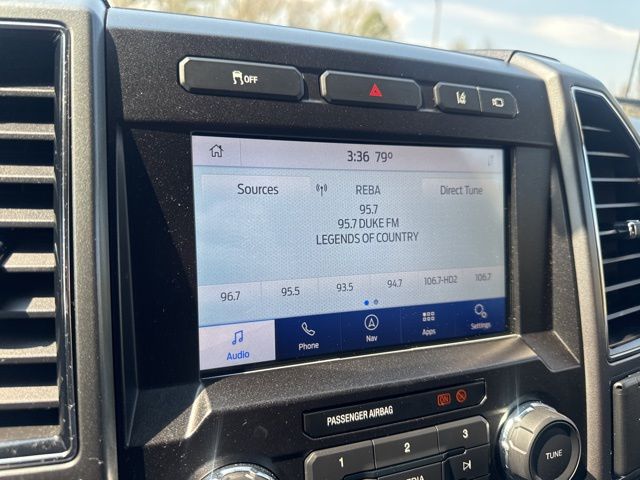 OFF
3:36 79°
Sources REBA Direct Tune
95.7
95.7 DUKE FM
LEGENDS OF COUNTRY
96.7 95.5 93.5 94.7 106.7-HD2 106.7
Audio Phone Nav Apps Settings
PASSENGER AIRBAG ON
1 2 3
TUNE